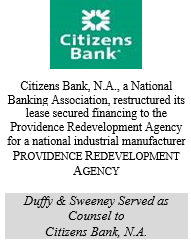 Citizens
Bank
Citizens Bank, N.A., a National
Banking Association, restructured its
lease secured financing to the
Providence Redevelopment Agency
for a national industrial manufacturer
PROVIDENCE REDEVELOPMENT
AGENCY
Duffy & Sweeney Served as
Counsel to
Citizens Bank, N.A.